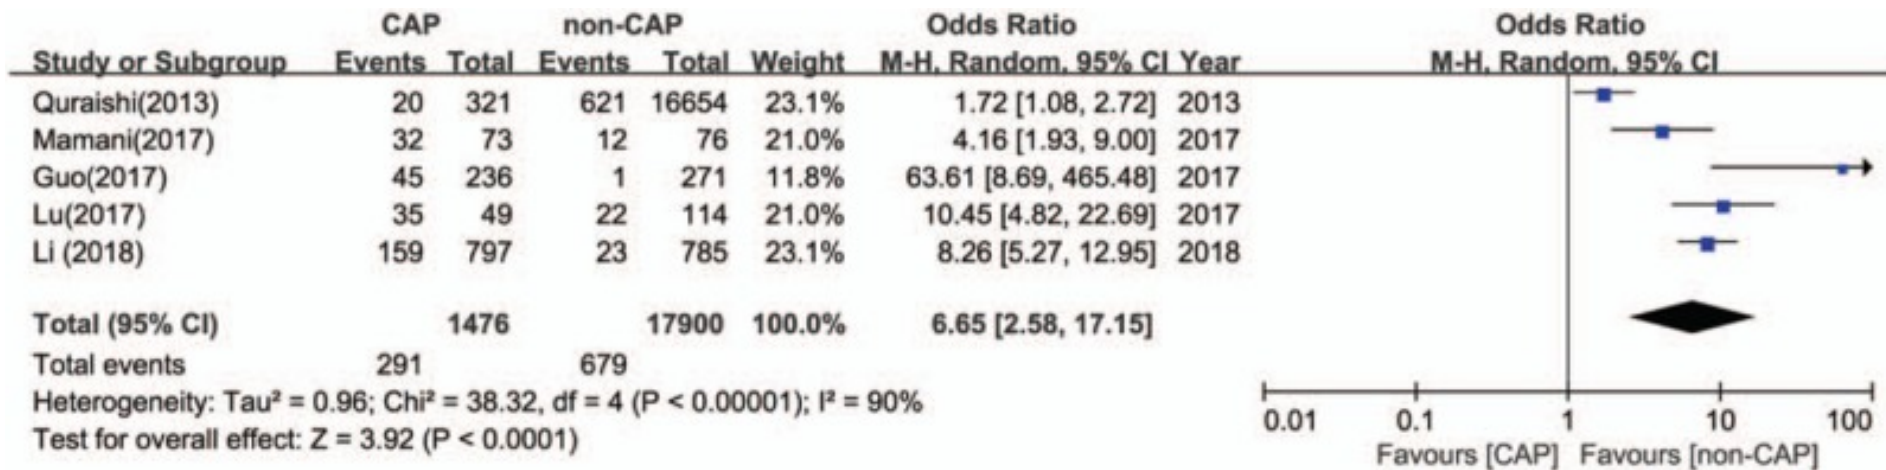 CAP non-CAP Odds Ratio Odds Ratio
Study or Subgroup Events Total Events Total Weight M-H, Random, 95% CI Year M-H, Random, 95% CI
Quraishi(2013) 20 321 621 16654 23.1% 1.72 [1.08, 2.72] 2013
Mamani(2017) 32 73 12 76 21.0% 4.16 [1.93, 9.00] 2017
Guo(2017) 45 236 1 271 11.8% 63.61 [8.69, 465.48] 2017
Lu(2017) 35 49 22 114 21.0% 10.45 [4.82, 22.69] 2017
Li (2018) 159 797 23 785 23.1% 8.26 [5.27, 12.95] 2018
Total (95% CI) 1476 17900 100.0% 6.65 [2.58, 17.15]
Total events 291 679
Heterogeneity: Tau² = 0.96; Chi² = 38.32, df = 4 (P < 0.00001); I² = 90%
Test for overall effect: Z = 3.92 (P < 0.0001)
0.01 0.1 1 10 100
Favours [CAP] Favours [non-CAP]